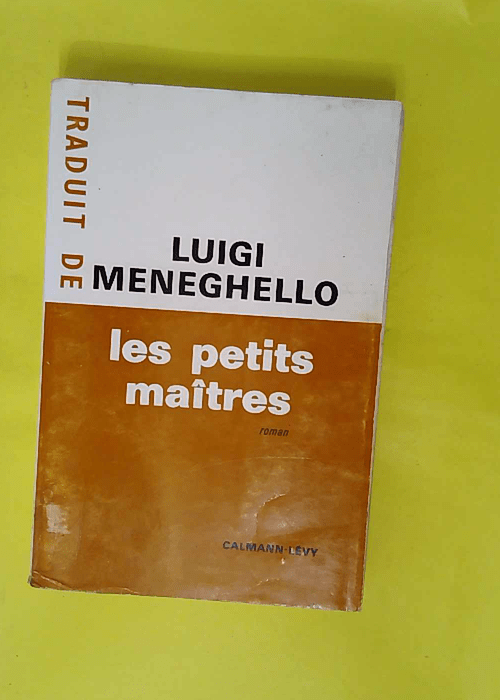 TRADUIT DE
LUIGI
MENEGHELLO
les petits
maîtres
roman
CALMANN-LÉVY